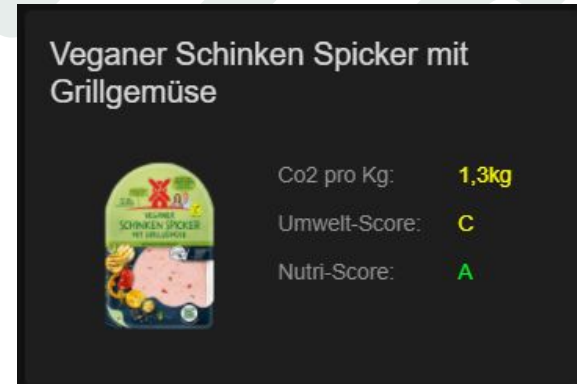 Veganer Schinken Spicker mit
Grillgemüse
Co2 pro Kg: 1,3kg
Umwelt-Score: C
Nutri-Score: A
VEGANER
SCHINKEN SPICKER
MIT GRILLGEMÜSE